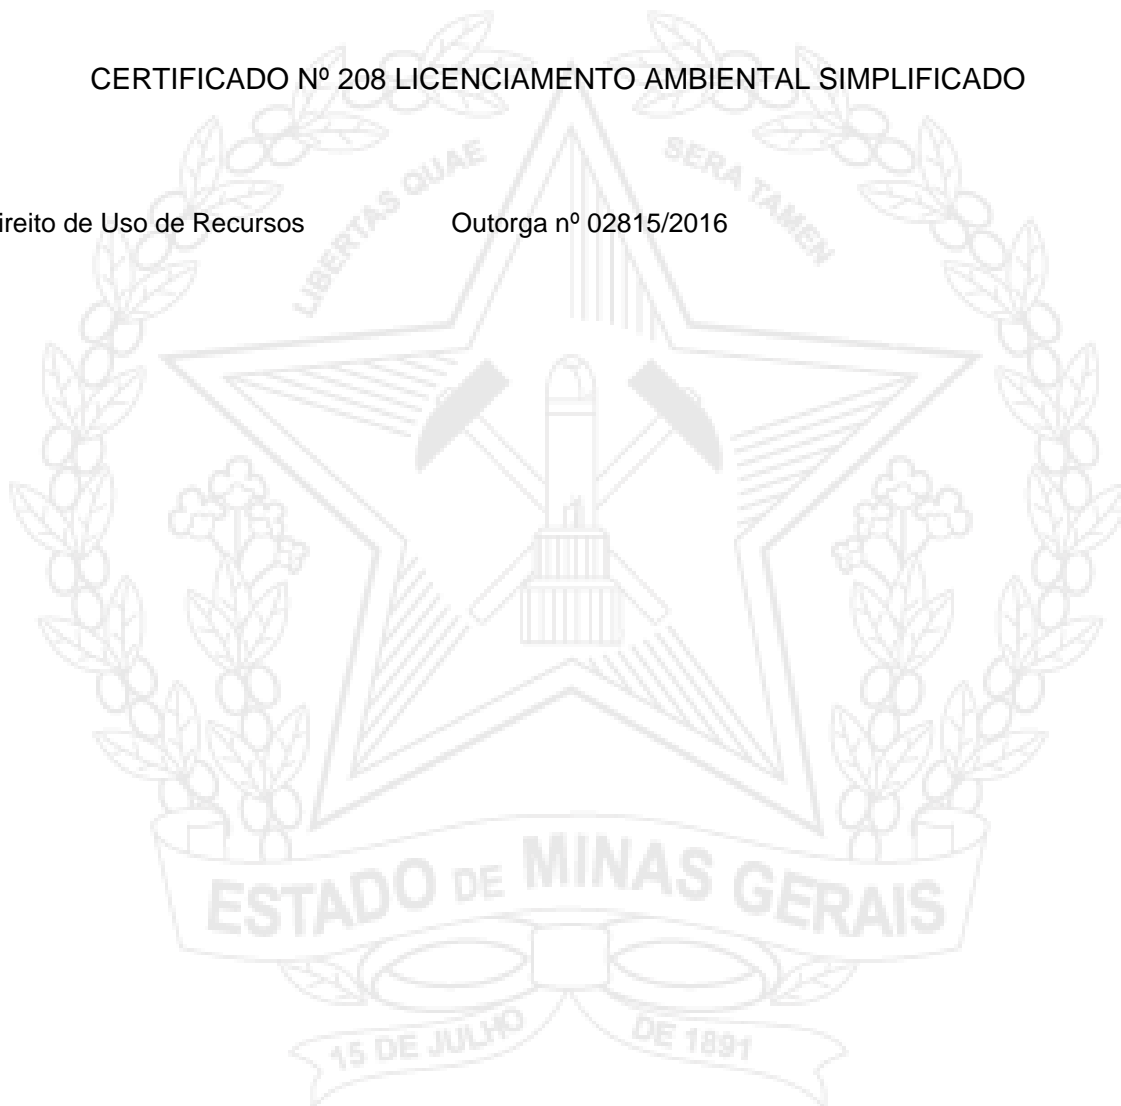 CERTIFICADO Nº 208 LICENCIAMENTO AMBIENTAL SIMPLIFICADO
LIBERTAS QUAE SERA TAMEN
ireito de Uso de Recursos Outorga nº 02815/2016
ESTADO DE MINAS GERAIS
15 DE JULHO DE 1891